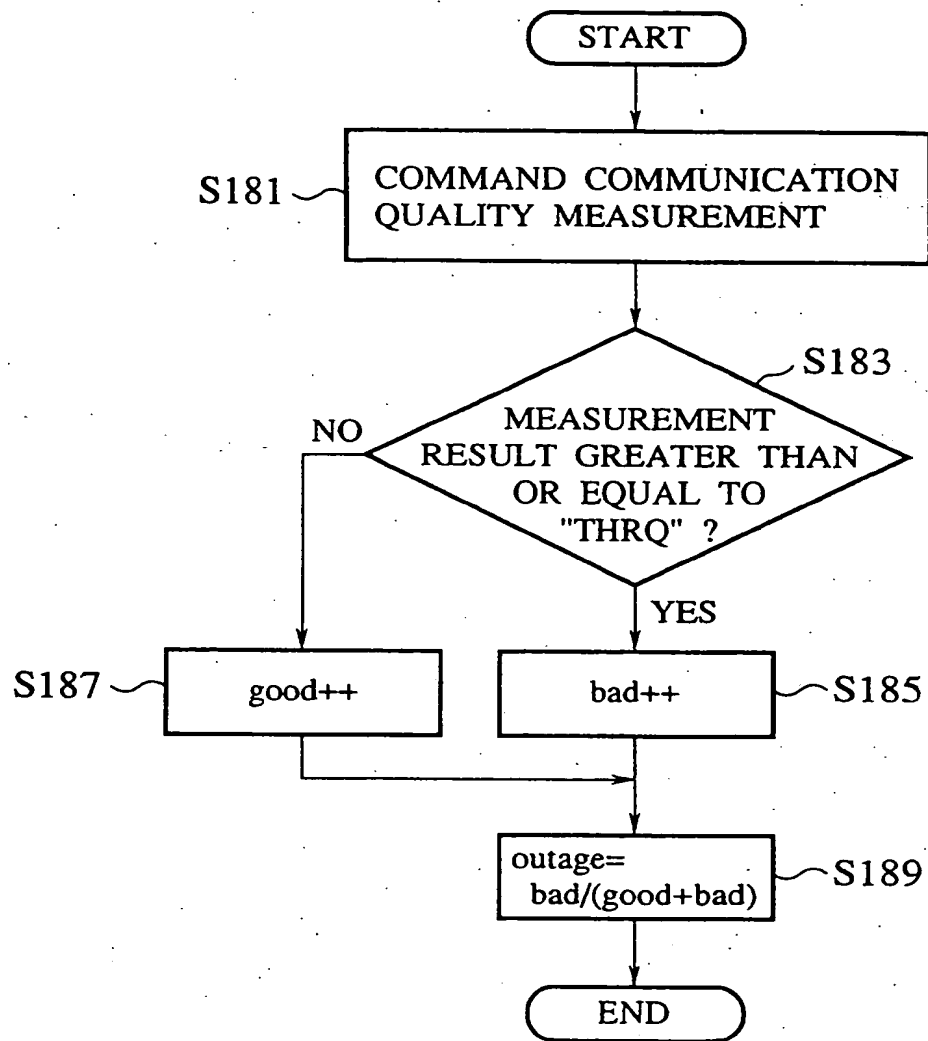 START
S181
COMMAND COMMUNICATION
QUALITY MEASUREMENT
S183
MEASUREMENT
RESULT GREATER THAN
OR EQUAL TO
"THRQ" ?
NO
YES
S187
good++
bad++
S185
outage=
bad/(good+bad)
S189
END